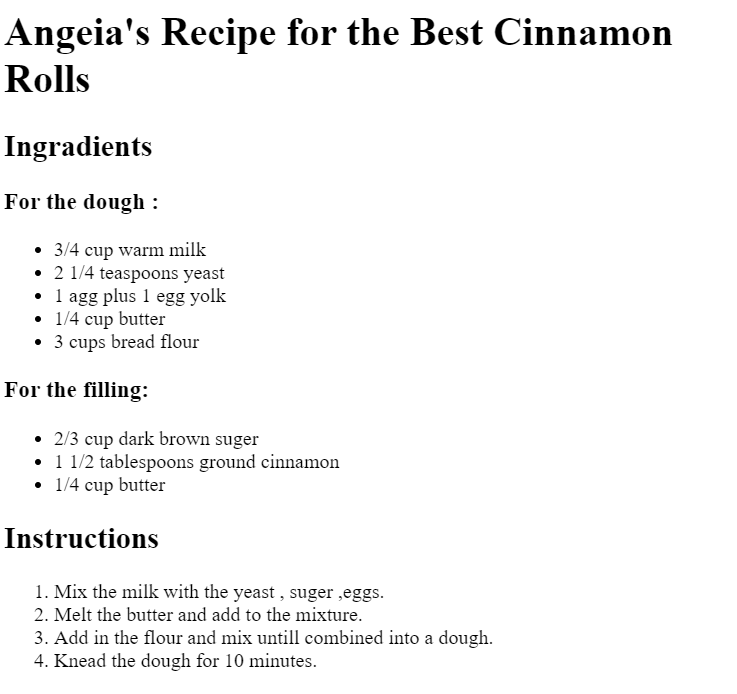 Angeia's Recipe for the Best Cinnamon
Rolls
Ingradients
For the dough :
3/4 cup warm milk
2 1/4 teaspoons yeast
1 agg plus 1 egg yolk
1/4 cup butter
3 cups bread flour
For the filling:
2/3 cup dark brown suger
1 1/2 tablespoons ground cinnamon
1/4 cup butter
Instructions
1. Mix the milk with the yeast , suger ,eggs.
2. Melt the butter and add to the mixture.
3. Add in the flour and mix untill combined into a dough.
4. Knead the dough for 10 minutes.